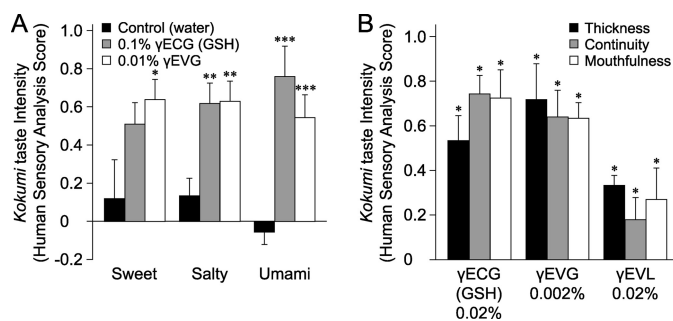 A
Control (water)
0.1% γECG (GSH)
0.01% γEVG
Kokumi taste Intensity
(Human Sensory Analysis Score)
1.0
0.8
0.6
0.4
0.2
0
-0.2
*
**
**
***
***
Sweet
Salty
Umami
B
Thickness
Continuity
Mouthfulness
Kokumi taste Intensity
(Human Sensory Analysis Score)
1.0
0.8
0.6
0.4
0.2
0
*
*
*
*
*
*
*
*
*
γECG
(GSH)
0.02%
γEVG
0.002%
γEVL
0.02%